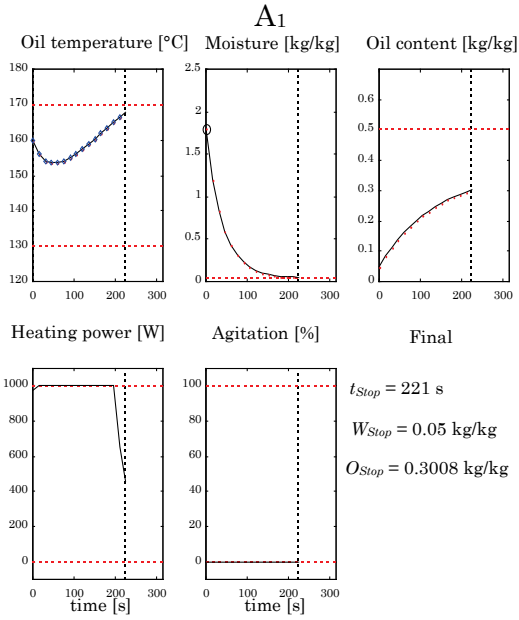 A1
Oil temperature [°C] Moisture [kg/kg] Oil content [kg/kg]
180
170
160
150
140
130
120
0 100 200 300
2.5
2
1.5
1
0.5
0
0 100 200 300
0.7
0.6
0.5
0.4
0.3
0.2
0.1
0
0 100 200 300
Heating power [W] Agitation [%] Final
1000
800
600
400
200
0
0 100 200 300
time [s]
100
80
60
40
20
0
0 100 200 300
time [s]
tStop = 221 s
WStop = 0.05 kg/kg
OStop = 0.3008 kg/kg